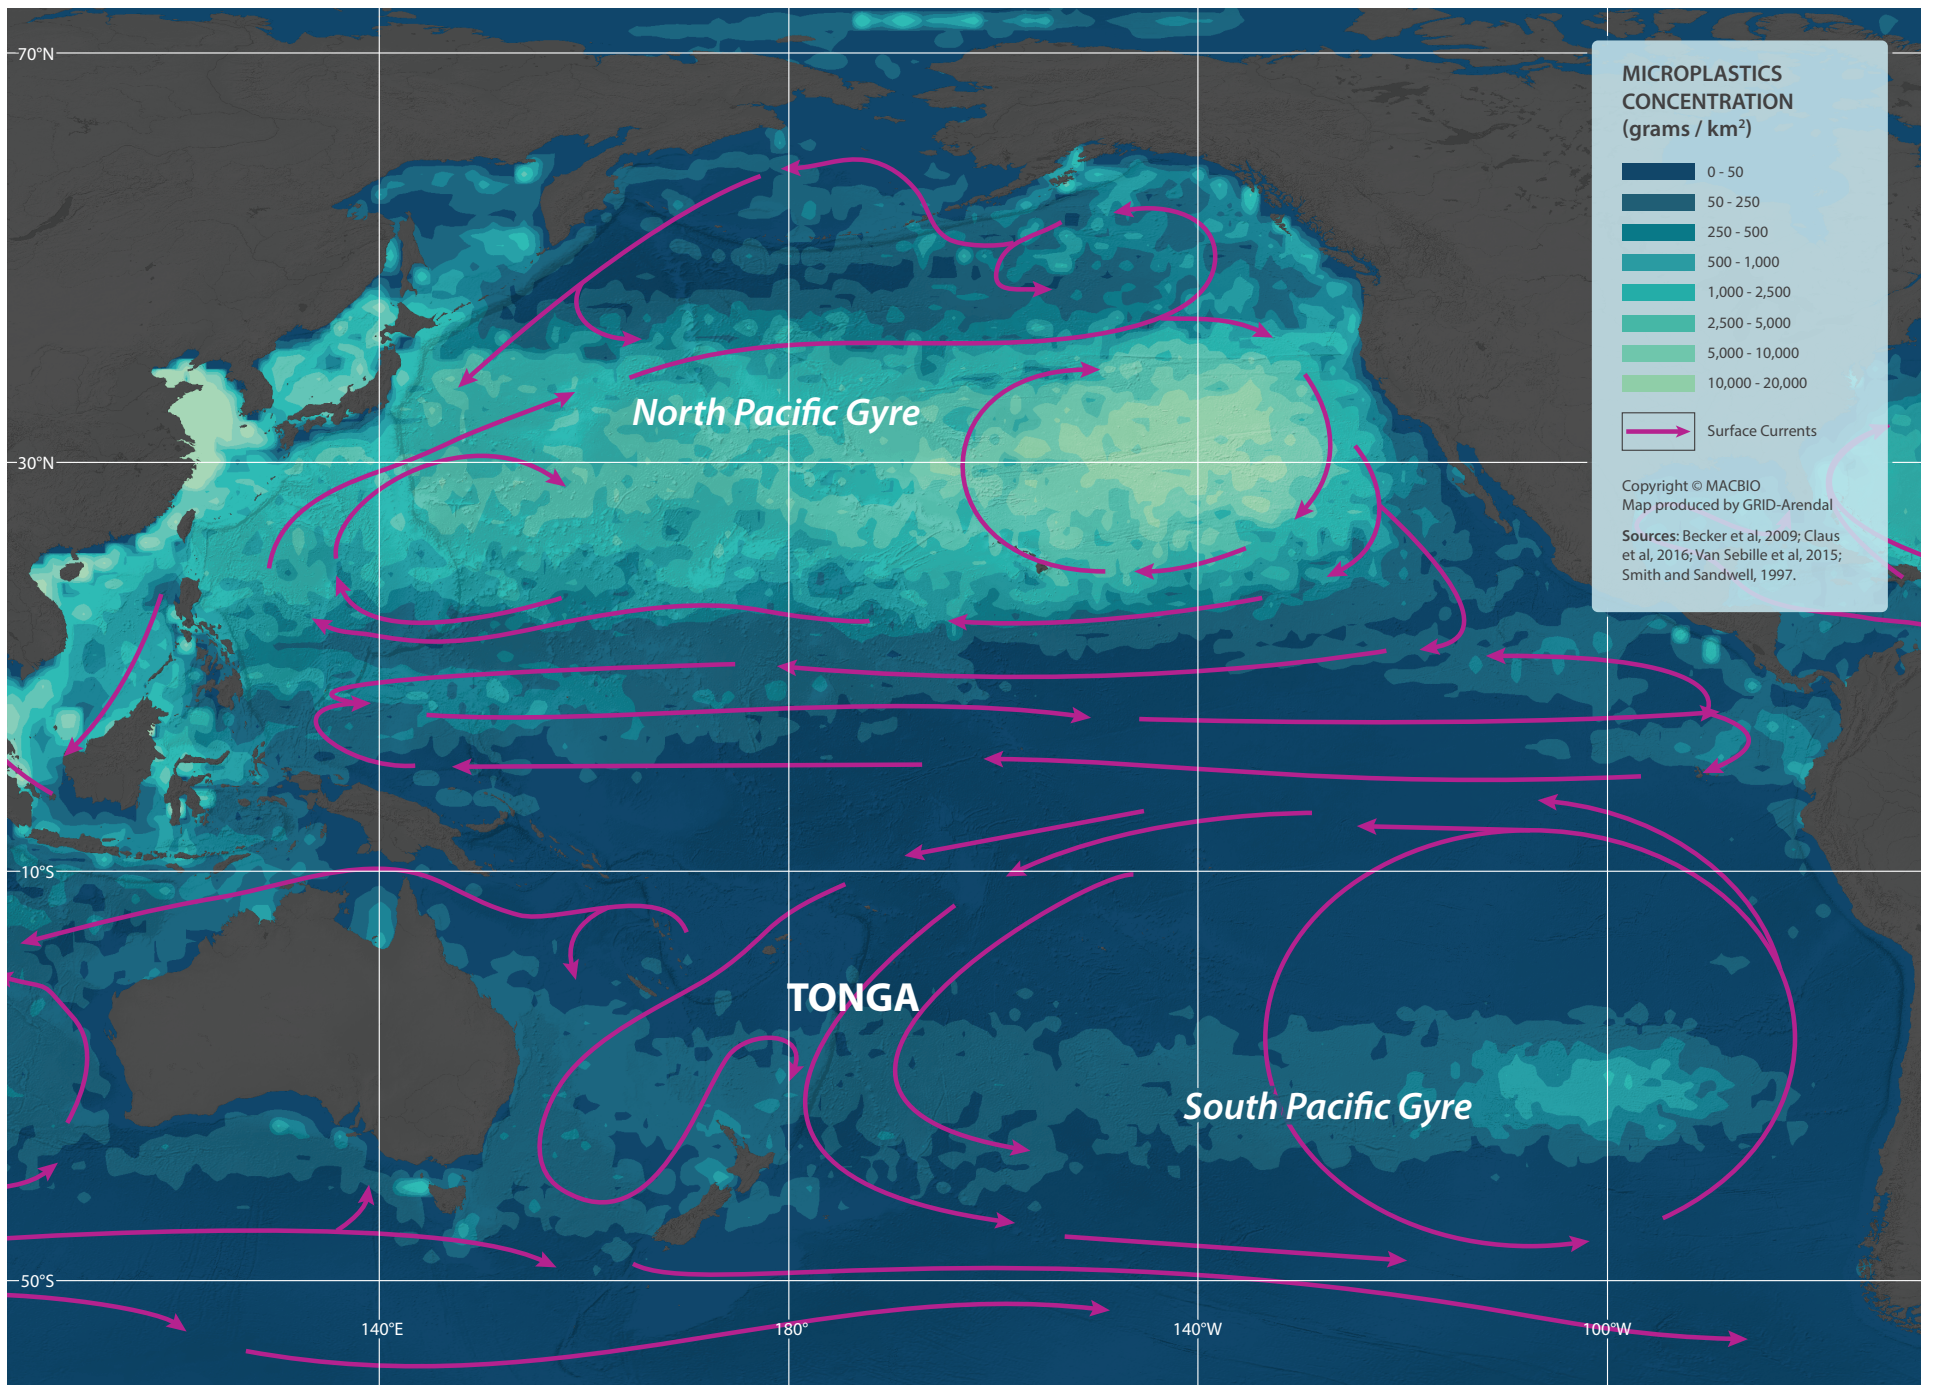 70°N
MICROPLASTICS
CONCENTRATION
(grams / km²)
0 - 50
50 - 250
250 - 500
500 - 1,000
1,000 - 2,500
2,500 - 5,000
5,000 - 10,000
10,000 - 20,000
Surface Currents
North Pacific Gyre
30°N
Copyright © MACBIO
Map produced by GRID-Arendal
Sources: Becker et al, 2009; Claus
et al, 2016; Van Sebille et al, 2015;
Smith and Sandwell, 1997.
10°S
TONGA
South Pacific Gyre
50°S
140°E
180°
140°W
100°W